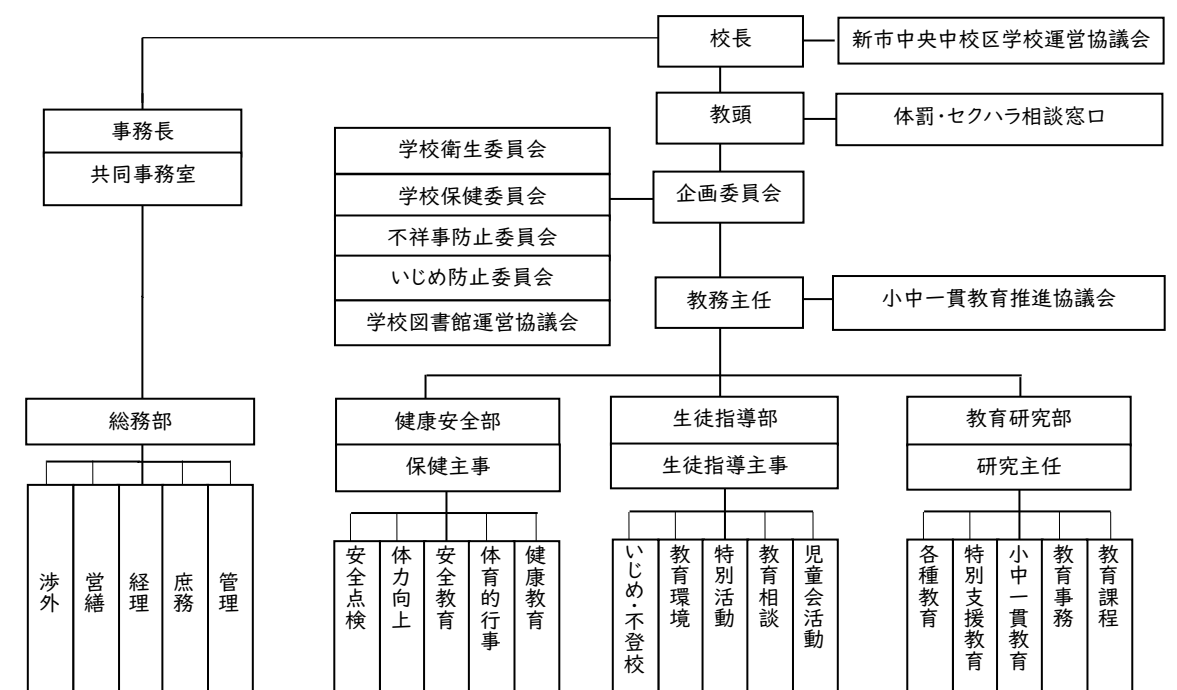 校長
新市中央中校区学校運営協議会
教頭
体罰・セクハラ相談窓口
事務長
共同事務室
学校衛生委員会
学校保健委員会
不祥事防止委員会
いじめ防止委員会
学校図書館運営協議会
企画委員会
教務主任
小中一貫教育推進協議会
総務部
健康安全部
保健主事
生徒指導部
生徒指導主事
教育研究部
研究主任
渉外
営繕
経理
庶務
管理
安全点検
体力向上
安全教育
体育的行事
健康教育
いじめ・不登校
教育環境
特別活動
教育相談
児童会活動
各種教育
特別支援教育
小中一貫教育
教育事務
教育課程